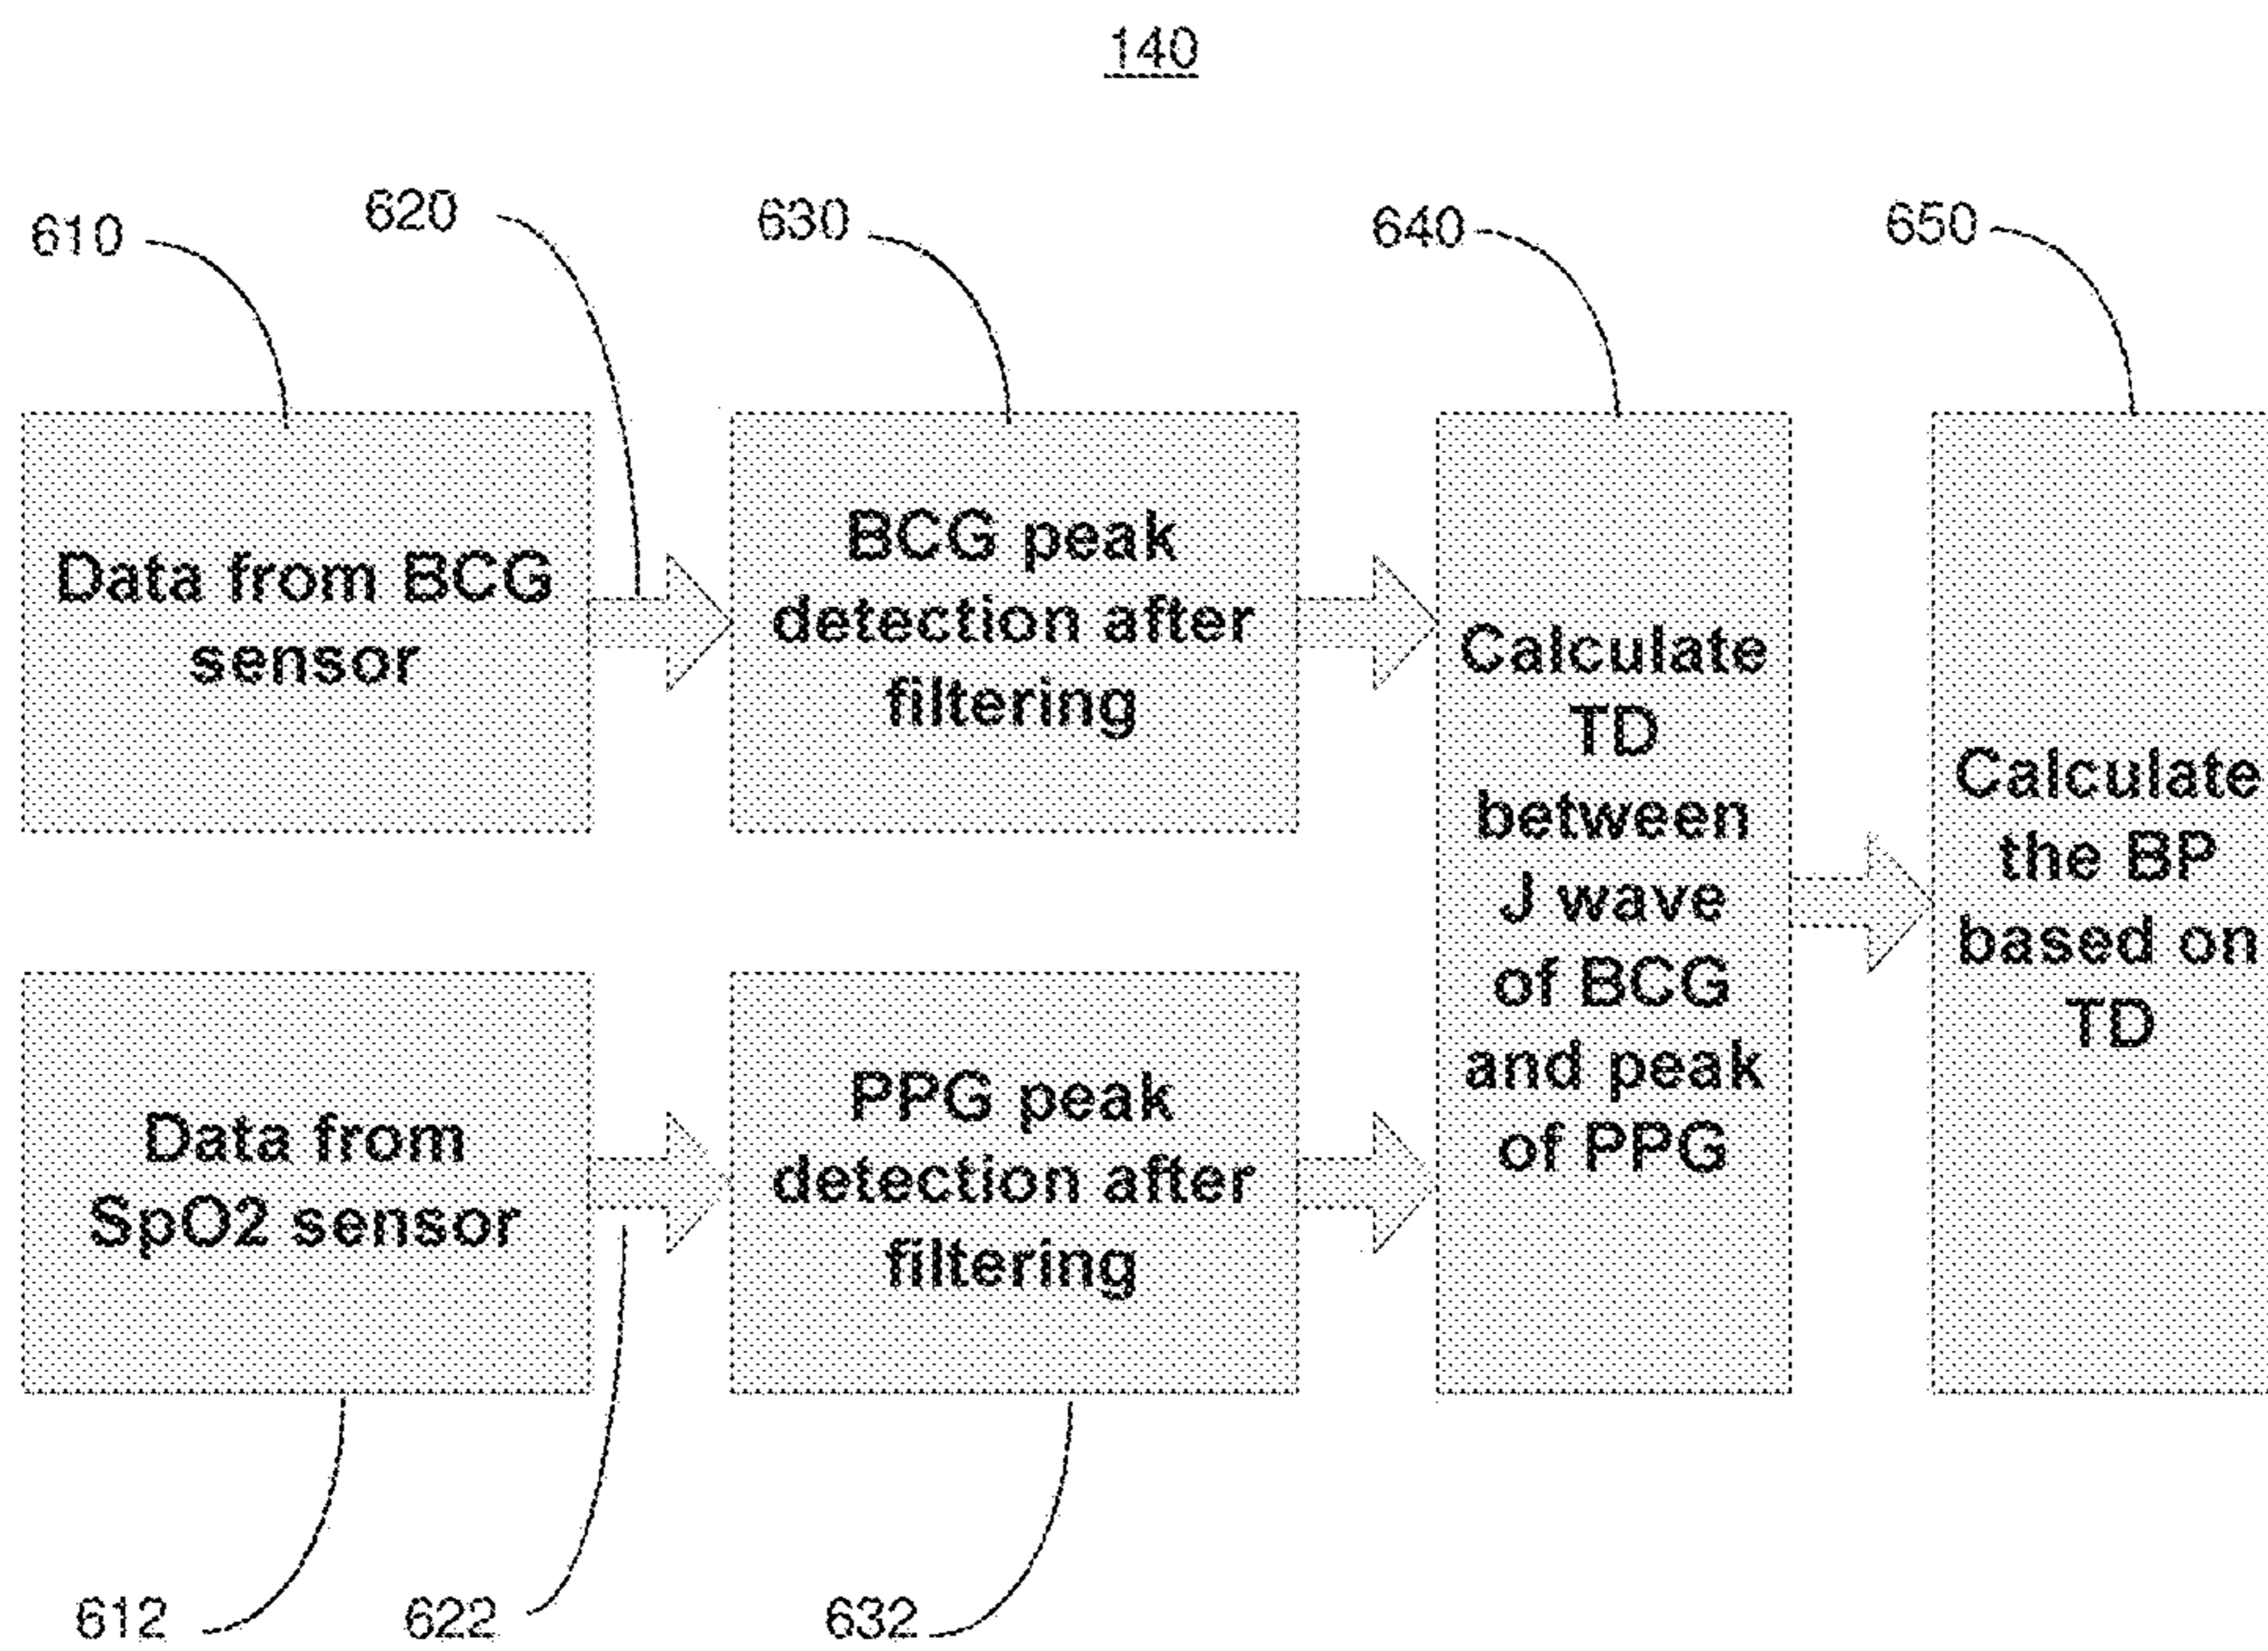 140
610
620
630
640
650
Data from BCG
sensor
BCG peak
detection after
filtering
Calculate
TD
between
J wave
of BCG
and peak
of PPG
Calculate
the BP
based on
TD
Data from
SpO2 sensor
PPG peak
detection after
filtering
612
622
632